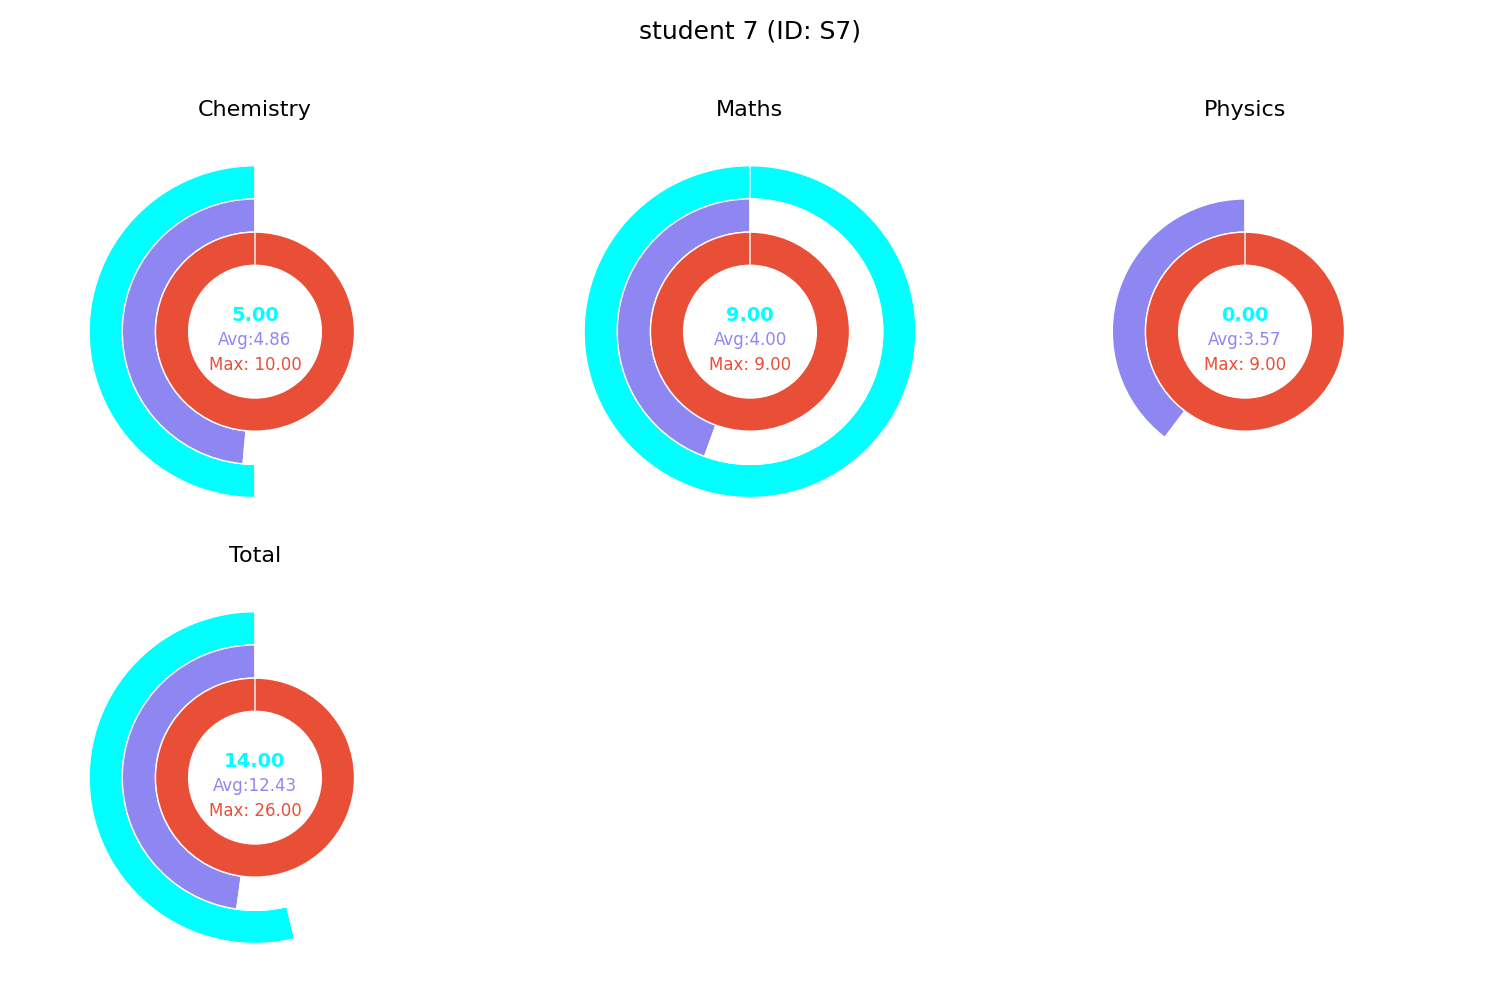 student 7 (ID: S7)
Chemistry
5.00
Avg:4.86
Max: 10.00
Maths
9.00
Avg:4.00
Max: 9.00
Physics
0.00
Avg:3.57
Max: 9.00
Total
14.00
Avg:12.43
Max: 26.00